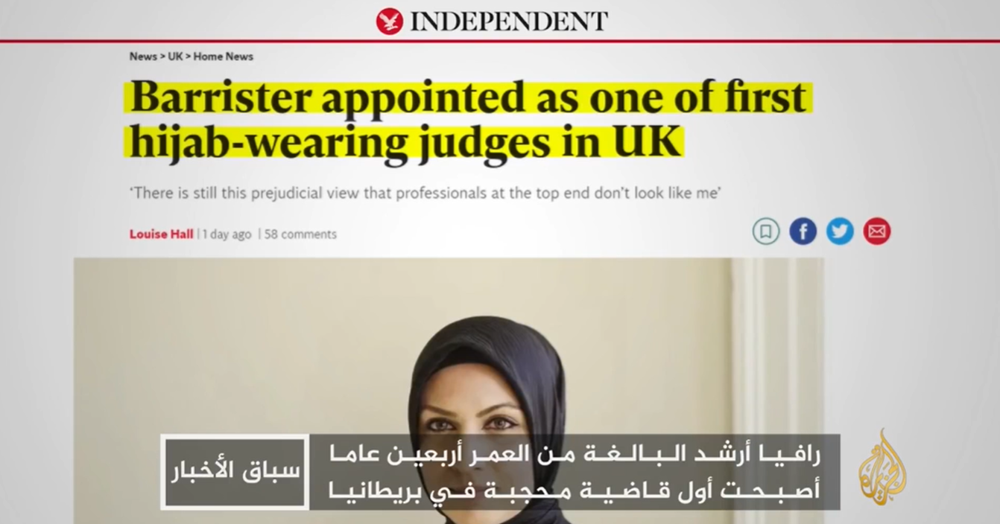 INDEPENDENT
News > UK > Home News
Barrister appointed as one of first
hijab-wearing judges in UK
‘There is still this prejudicial view that professionals at the top end don't look like me’
Louise Hall | 1 day ago | 58 comments
رافيا أرشد البالغة من العمر أربعين عاما
أصبحت أول قاضية محجبة في بريطانيا
سباق الأخبار
الجزيرة